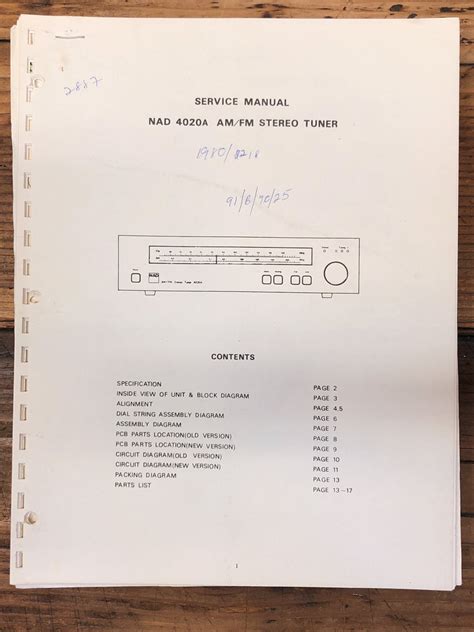 2887
SERVICE MANUAL
NAD 4020A AM/FM STEREO TUNER
1980/8218
91/6/70/25
NAD
CONTENTS
SPECIFICATION PAGE 2
INSIDE VIEW OF UNIT & BLOCK DIAGRAM PAGE 3
ALIGNMENT PAGE 4.5
DIAL STRING ASSEMBLY DIAGRAM PAGE 6
ASSEMBLY DIAGRAM PAGE 7
PCB PARTS LOCATION(OLD VERSION) PAGE 8
PCB PARTS LOCATION(NEW VERSION) PAGE 9
CIRCUIT DIAGRAM(OLD VERSION) PAGE 10
CIRCUIT DIAGRAM(NEW VERSION) PAGE 11
PACKING DIAGRAM PAGE 13
PARTS LIST PAGE 13~17
1